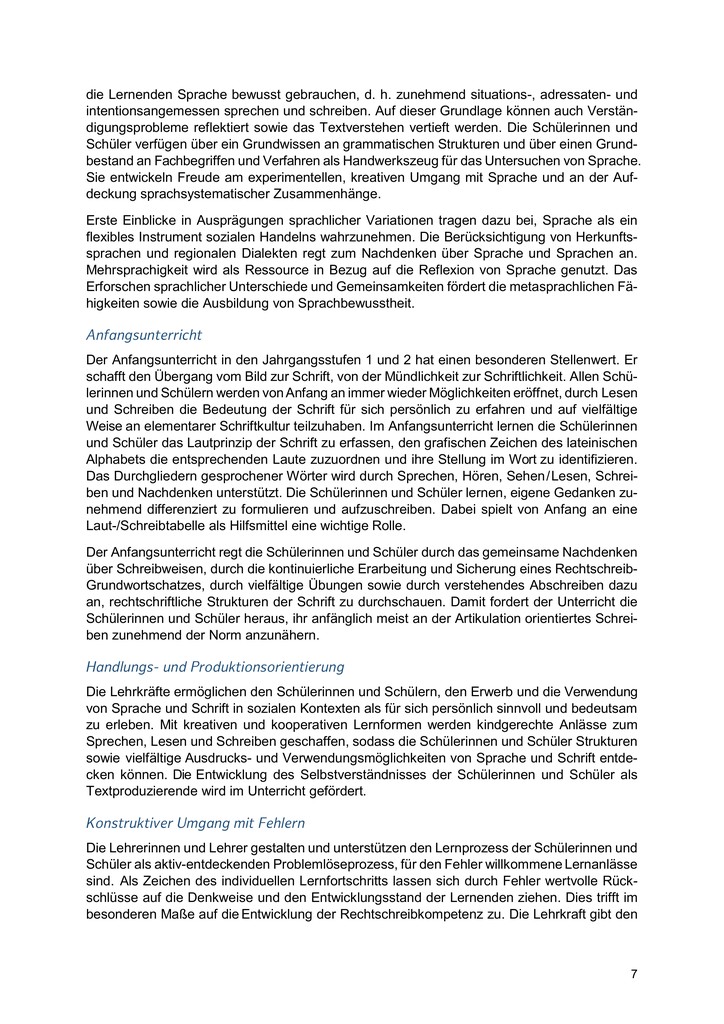 die Lernenden Sprache bewusst gebrauchen, d. h. zunehmend situations-, adressaten- und
intentionsangemessen sprechen und schreiben. Auf dieser Grundlage können auch Verstän-
digungsprobleme reflektiert sowie das Textverstehen vertieft werden. Die Schülerinnen und
Schüler verfügen über ein Grundwissen an grammatischen Strukturen und über einen Grund-
bestand an Fachbegriffen und Verfahren als Handwerkszeug für das Untersuchen von Sprache.
Sie entwickeln Freude am experimentellen, kreativen Umgang mit Sprache und an der Auf-
deckung sprachsystematischer Zusammenhänge.
Erste Einblicke in Ausprägungen sprachlicher Variationen tragen dazu bei, Sprache als ein
flexibles Instrument sozialen Handelns wahrzunehmen. Die Berücksichtigung von Herkunfts-
sprachen und regionalen Dialekten regt zum Nachdenken über Sprache und Sprachen an.
Mehrsprachigkeit wird als Ressource in Bezug auf die Reflexion von Sprache genutzt. Das
Erforschen sprachlicher Unterschiede und Gemeinsamkeiten fördert die metasprachlichen Fä-
higkeiten sowie die Ausbildung von Sprachbewusstheit.
Anfangsunterricht
Der Anfangsunterricht in den Jahrgangsstufen 1 und 2 hat einen besonderen Stellenwert. Er
schafft den Übergang vom Bild zur Schrift, von der Mündlichkeit zur Schriftlichkeit. Allen Schü-
lerinnen und Schülern werden von Anfang an immer wieder Möglichkeiten eröffnet, durch Lesen
und Schreiben die Bedeutung der Schrift für sich persönlich zu erfahren und auf vielfältige
Weise an elementarer Schriftkultur teilzuhaben. Im Anfangsunterricht lernen die Schülerinnen
und Schüler das Lautprinzip der Schrift zu erfassen, den grafischen Zeichen des lateinischen
Alphabets die entsprechenden Laute zuzuordnen und ihre Stellung im Wort zu identifizieren.
Das Durchgliedern gesprochener Wörter wird durch Sprechen, Hören, Sehen/Lesen, Schrei-
ben und Nachdenken unterstützt. Die Schülerinnen und Schüler lernen, eigene Gedanken zu-
nehmend differenziert zu formulieren und aufzuschreiben. Dabei spielt von Anfang an eine
Laut-/Schreibtabelle als Hilfsmittel eine wichtige Rolle.
Der Anfangsunterricht regt die Schülerinnen und Schüler durch das gemeinsame Nachdenken
über Schreibweisen, durch die kontinuierliche Erarbeitung und Sicherung eines Rechtschreib-
Grundwortschatzes, durch vielfältige Übungen sowie durch verstehendes Abschreiben dazu
an, rechtschriftliche Strukturen der Schrift zu durchschauen. Damit fordert der Unterricht die
Schülerinnen und Schüler heraus, ihr anfänglich meist an der Artikulation orientiertes Schrei-
ben zunehmend der Norm anzunähern.
Handlungs- und Produktionsorientierung
Die Lehrkräfte ermöglichen den Schülerinnen und Schülern, den Erwerb und die Verwendung
von Sprache und Schrift in sozialen Kontexten als für sich persönlich sinnvoll und bedeutsam
zu erleben. Mit kreativen und kooperativen Lernformen werden kindgerechte Anlässe zum
Sprechen, Lesen und Schreiben geschaffen, sodass die Schülerinnen und Schüler Strukturen
sowie vielfältige Ausdrucks- und Verwendungsmöglichkeiten von Sprache und Schrift entde-
cken können. Die Entwicklung des Selbstverständnisses der Schülerinnen und Schüler als
Textproduzierende wird im Unterricht gefördert.
Konstruktiver Umgang mit Fehlern
Die Lehrerinnen und Lehrer gestalten und unterstützen den Lernprozess der Schülerinnen und
Schüler als aktiv-entdeckenden Problemlöseprozess, für den Fehler willkommene Lernanlässe
sind. Als Zeichen des individuellen Lernfortschritts lassen sich durch Fehler wertvolle Rück-
schlüsse auf die Denkweise und den Entwicklungsstand der Lernenden ziehen. Dies trifft im
besonderen Maße auf die Entwicklung der Rechtschreibkompetenz zu. Die Lehrkraft gibt den
7